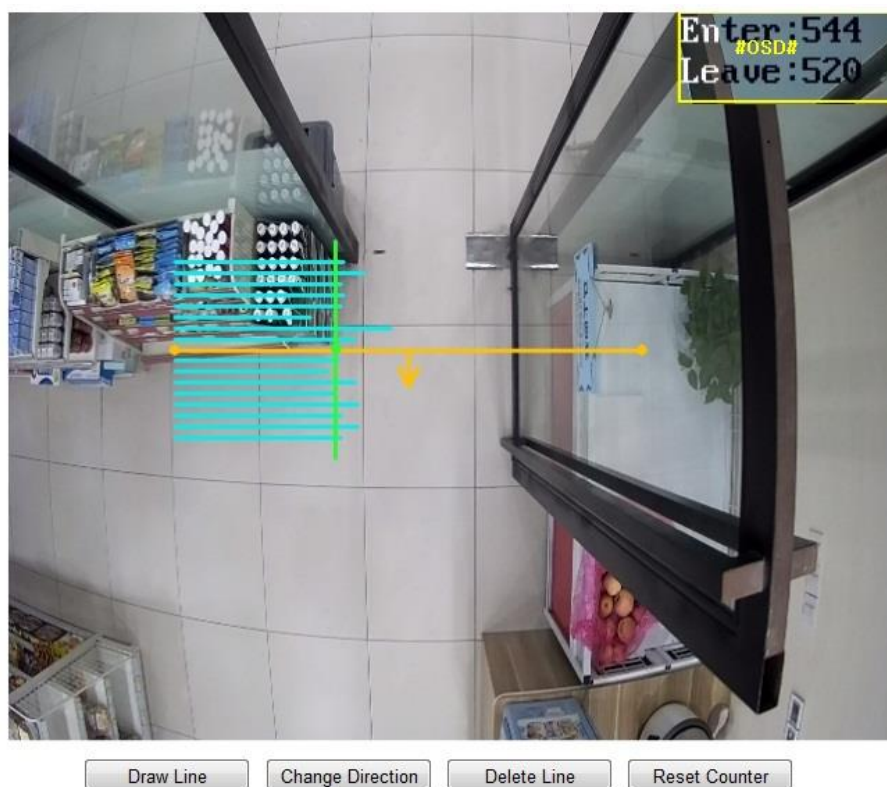 Enter:544
#OSD#
Leave:520
Draw Line
Change Direction
Delete Line
Reset Counter